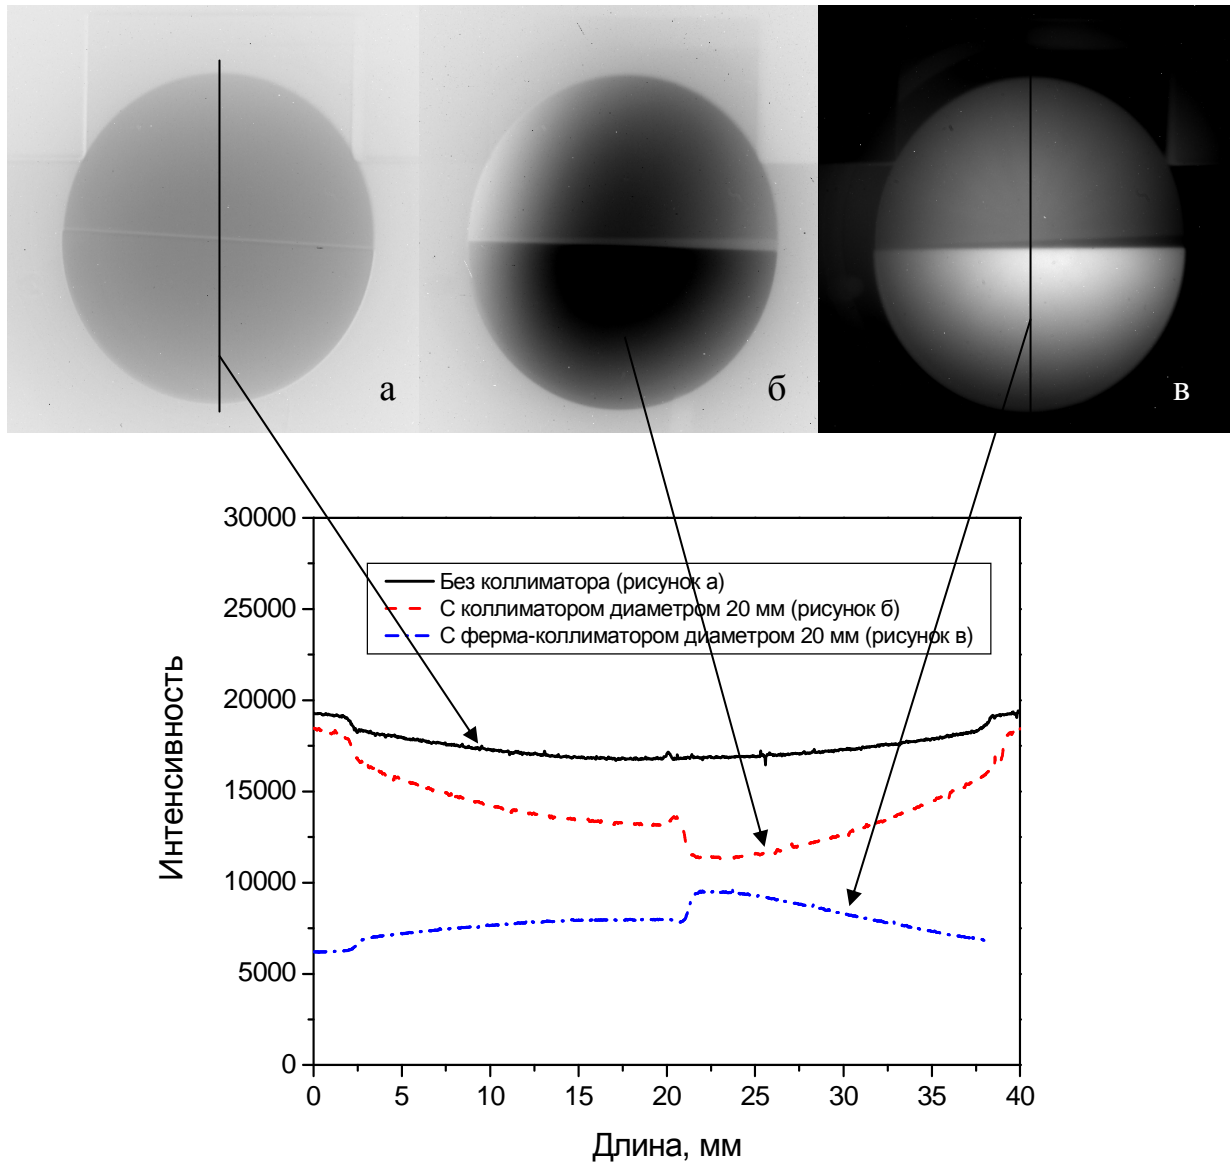 а
б
в
30000
25000
20000
15000
10000
5000
0
Интенсивность
Без коллиматора (рисунок а)
С коллиматором диаметром 20 мм (рисунок б)
С ферма-коллиматором диаметром 20 мм (рисунок в)
0 5 10 15 20 25 30 35 40
Длина, мм